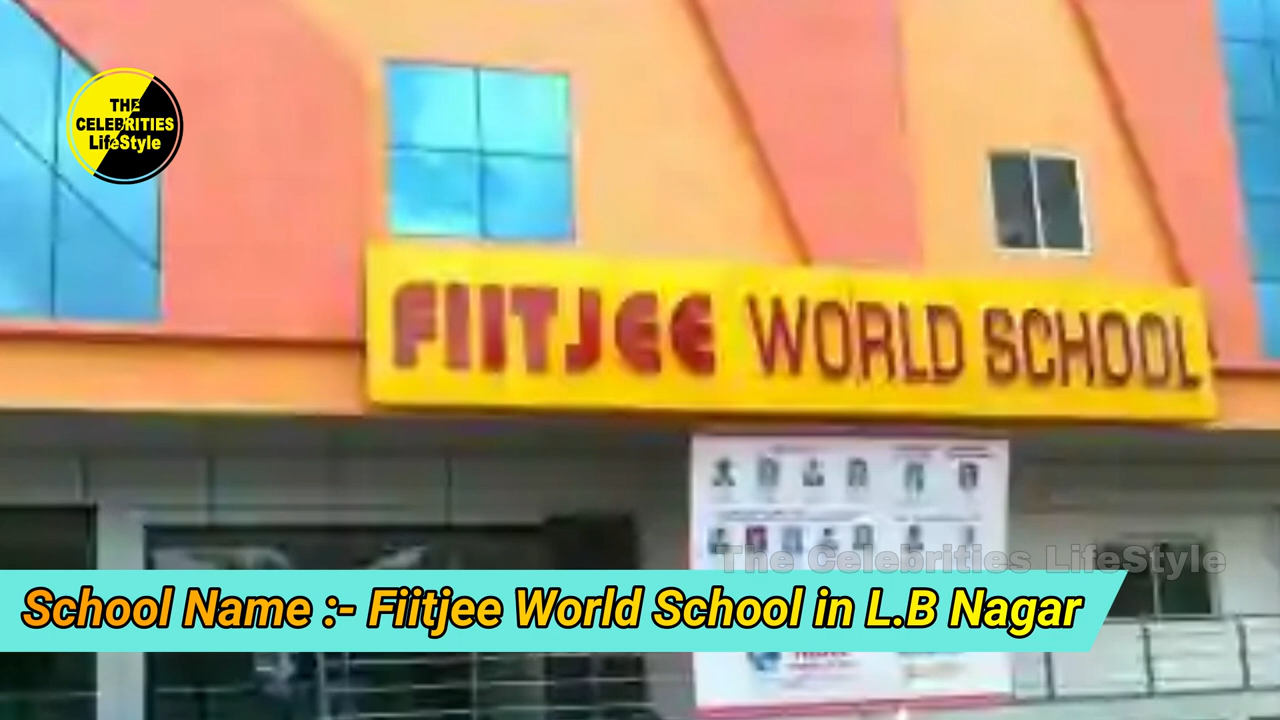 THE
CELEBRITIES
LifeStyle
FIITJEE WORLD SCHOOL
The Celebrities LifeStyle
School Name :- Fiitjee World School in L.B Nagar